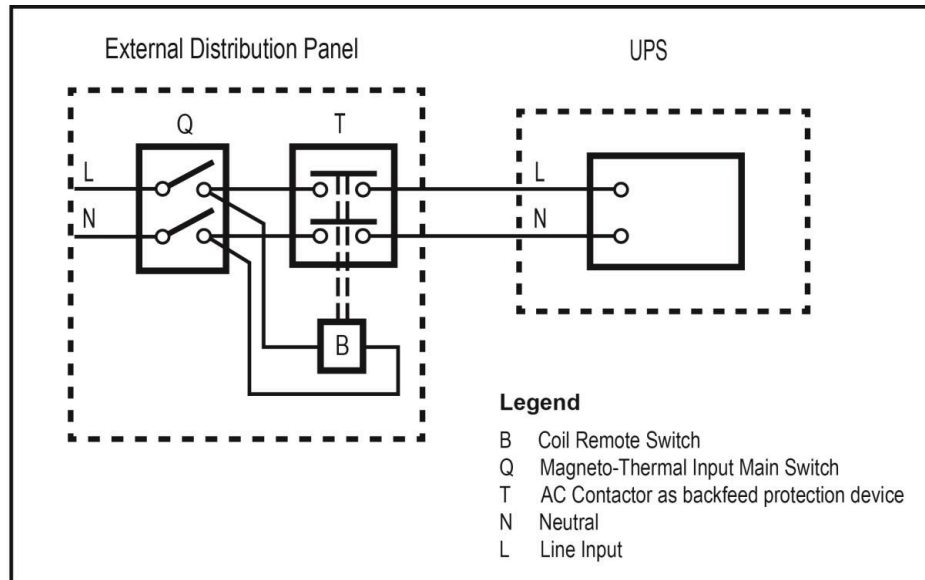 External Distribution Panel
UPS
Q
T
L
N
L
N
B
Legend
B Coil Remote Switch
Q Magneto-Thermal Input Main Switch
T AC Contactor as backfeed protection device
N Neutral
L Line Input